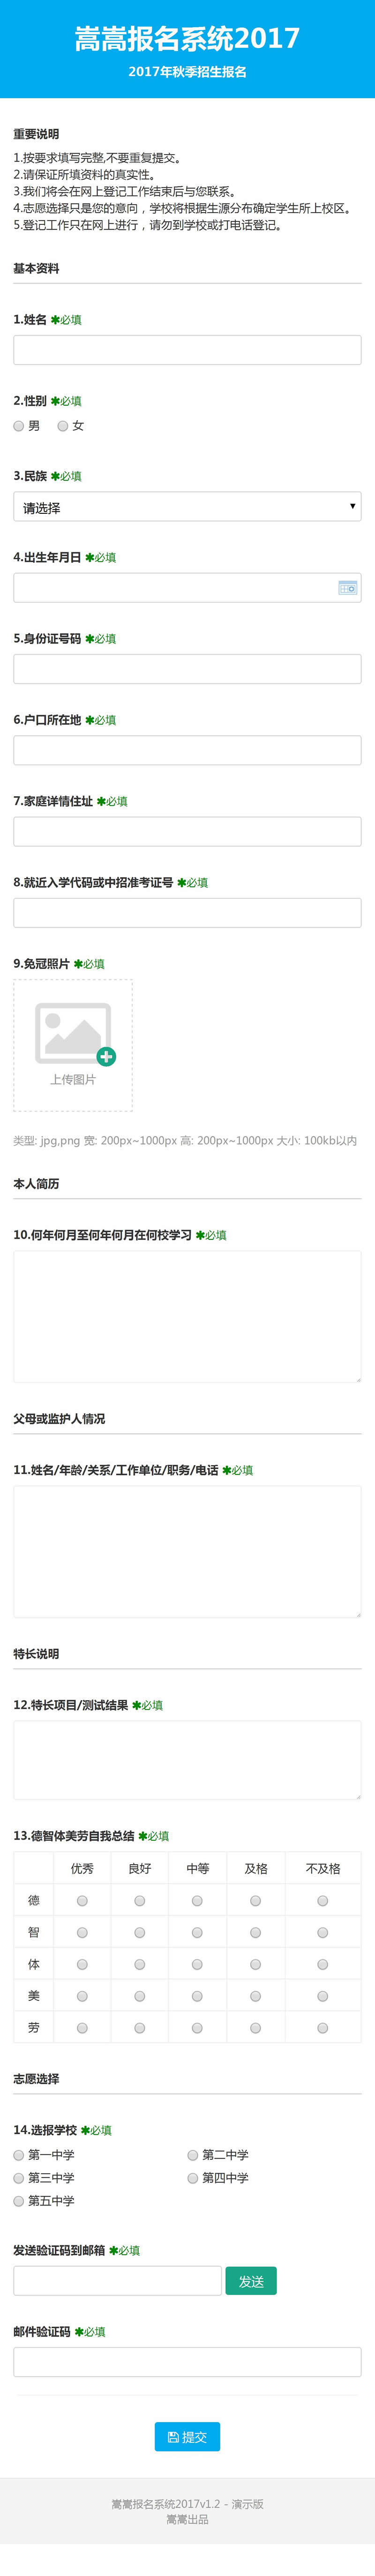 嵩嵩报名系统2017
2017年秋季招生报名
重要说明
1.按要求填写完整,不要重复提交。
2.请保证所填资料的真实性。
3.我们将会在网上登记工作结束后与您联系。
4.志愿选择只是您的意向，学校将根据生源分布确定学生所上校区。
5.登记工作只在网上进行，请勿到学校或打电话登记。
基本资料
1.姓名 ✱必填
2.性别 ✱必填
男 女
3.民族 ✱必填
请选择
4.出生年月日 ✱必填
5.身份证号码 ✱必填
6.户口所在地 ✱必填
7.家庭详情住址 ✱必填
8.就近入学代码或中招准考证号 ✱必填
9.免冠照片 ✱必填
上传图片
类型: jpg,png 宽: 200px~1000px 高: 200px~1000px 大小: 100kb以内
本人简历
10.何年何月至何年何月在何校学习 ✱必填
父母或监护人情况
11.姓名/年龄/关系/工作单位/职务/电话 ✱必填
特长说明
12.特长项目/测试结果 ✱必填
13.德智体美劳自我总结 ✱必填
优秀 良好 中等 及格 不及格
德
智
体
美
劳
志愿选择
14.选报学校 ✱必填
第一中学 第二中学
第三中学 第四中学
第五中学
发送验证码到邮箱 ✱必填
发送
邮件验证码 ✱必填
提交
嵩嵩报名系统2017v1.2 - 演示版
嵩嵩出品